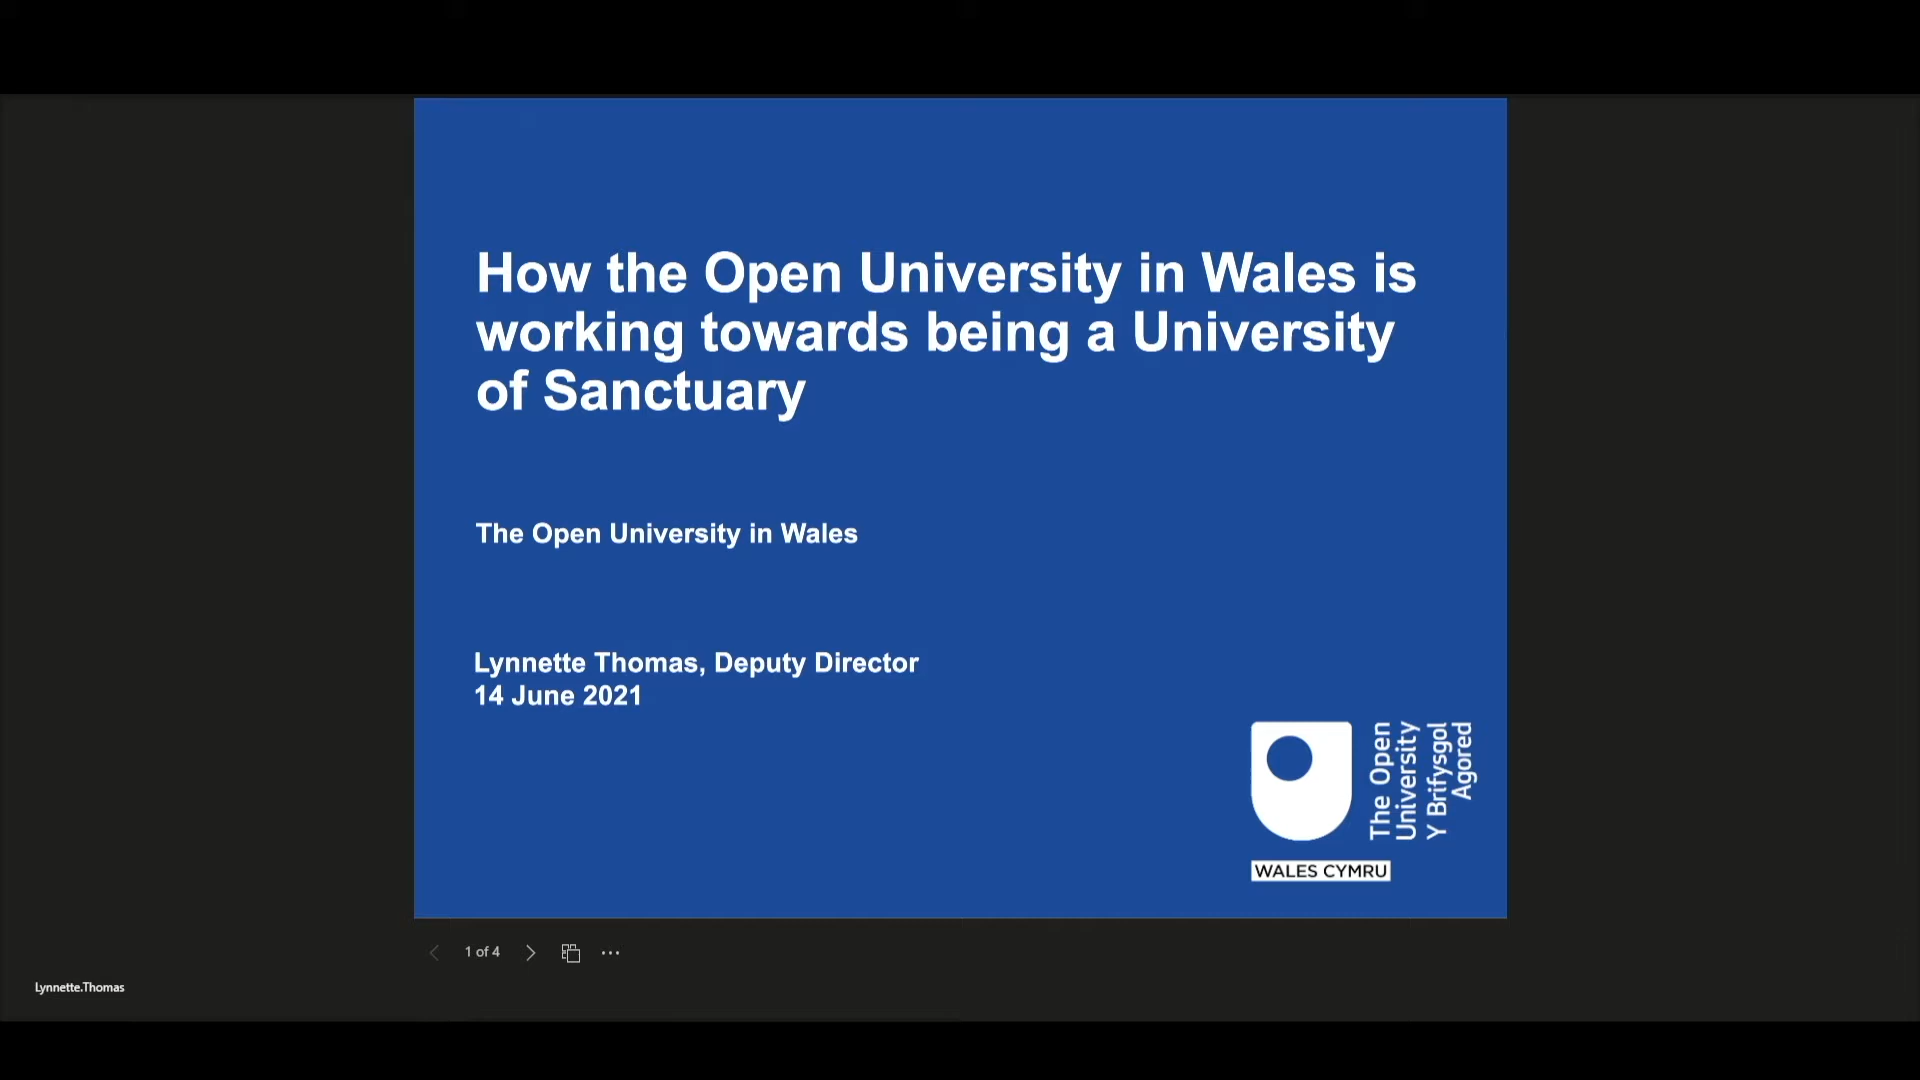 How the Open University in Wales is
working towards being a University
of Sanctuary
The Open University in Wales
Lynnette Thomas, Deputy Director
14 June 2021
The Open
University
Y Brifysgol
Agored
WALES CYMRU
1 of 4
Lynnette.Thomas